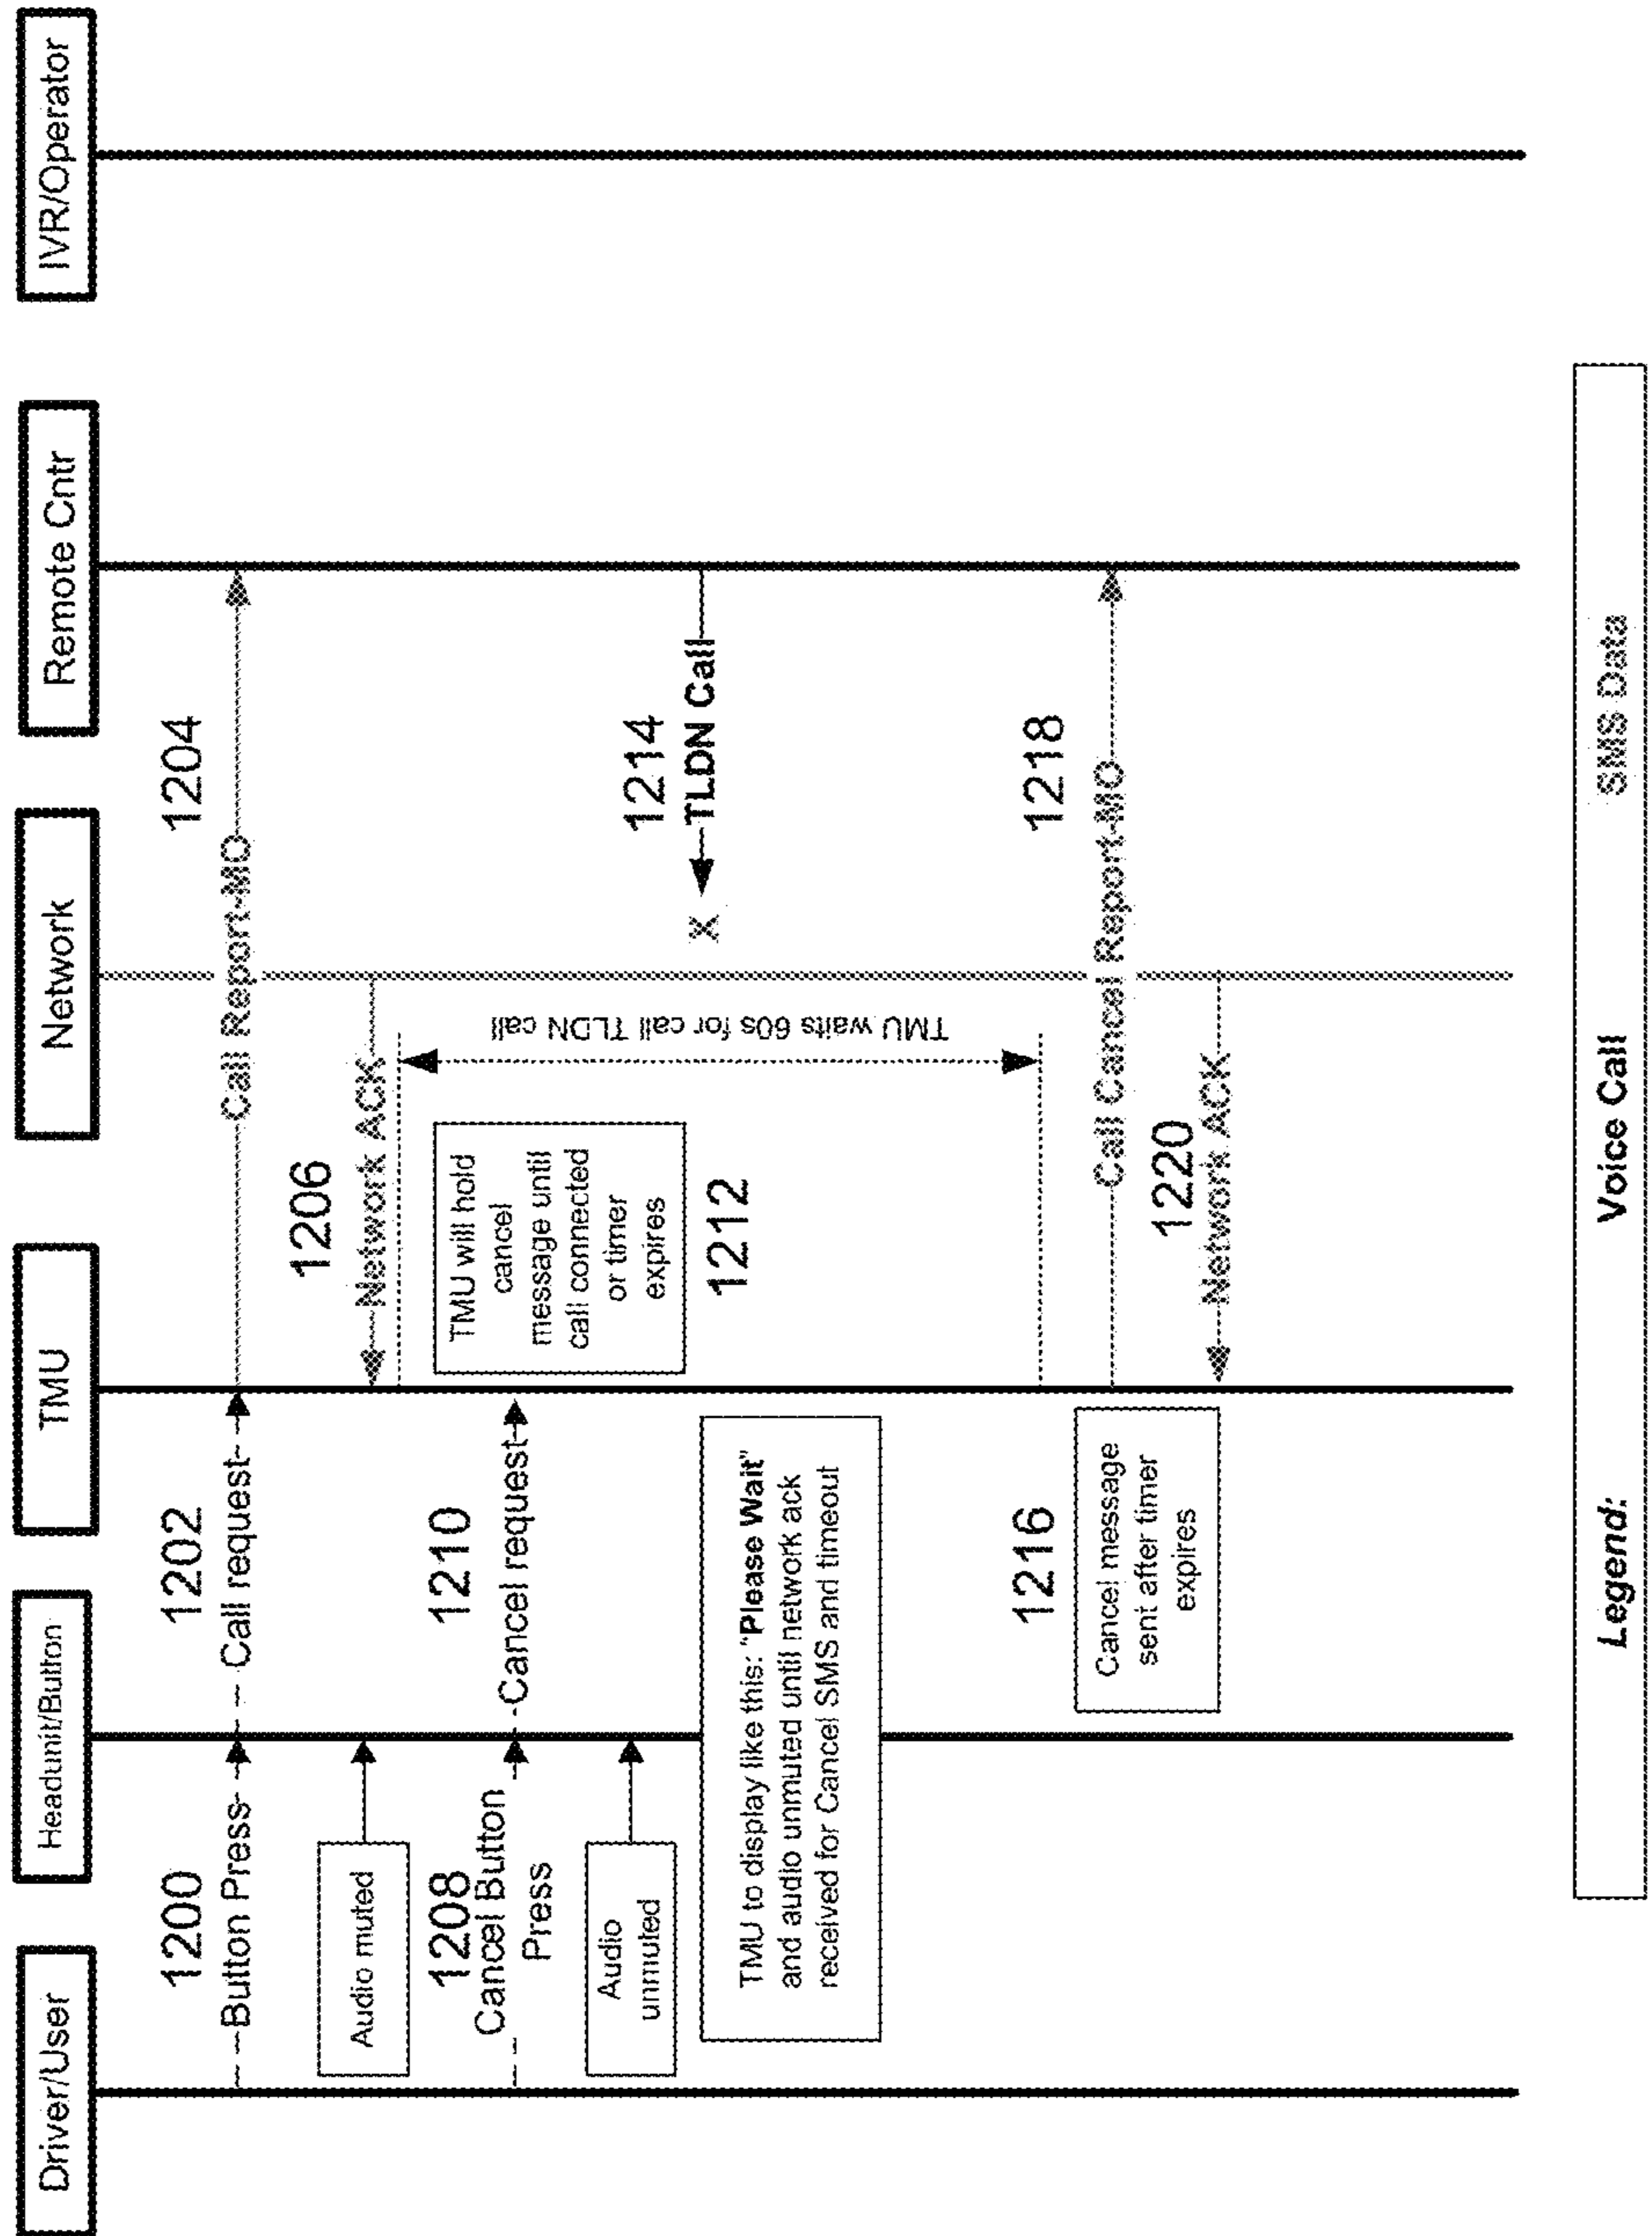 Driver/User
Headunit/Button
TMU
Network
Remote Cntr
IVR/Operator
1200
1202
1204
Button Press
Call request
Call Report-MO
Audio muted
1206
Network ACK
1208
Cancel Button
Press
1210
Cancel request
TMU will hold
cancel
message until
call connected
or timer
expires
1212
TMU waits 60s for call TLDN call
Audio
unmuted
1214
X
TLDN Call
TMU to display like this: "Please Wait"
and audio unmuted until network ack
received for Cancel SMS and timeout
1216
Cancel message
sent after timer
expires
1218
Call Cancel Report-MO
1220
Network ACK
Legend:
Voice Call
SMS Data